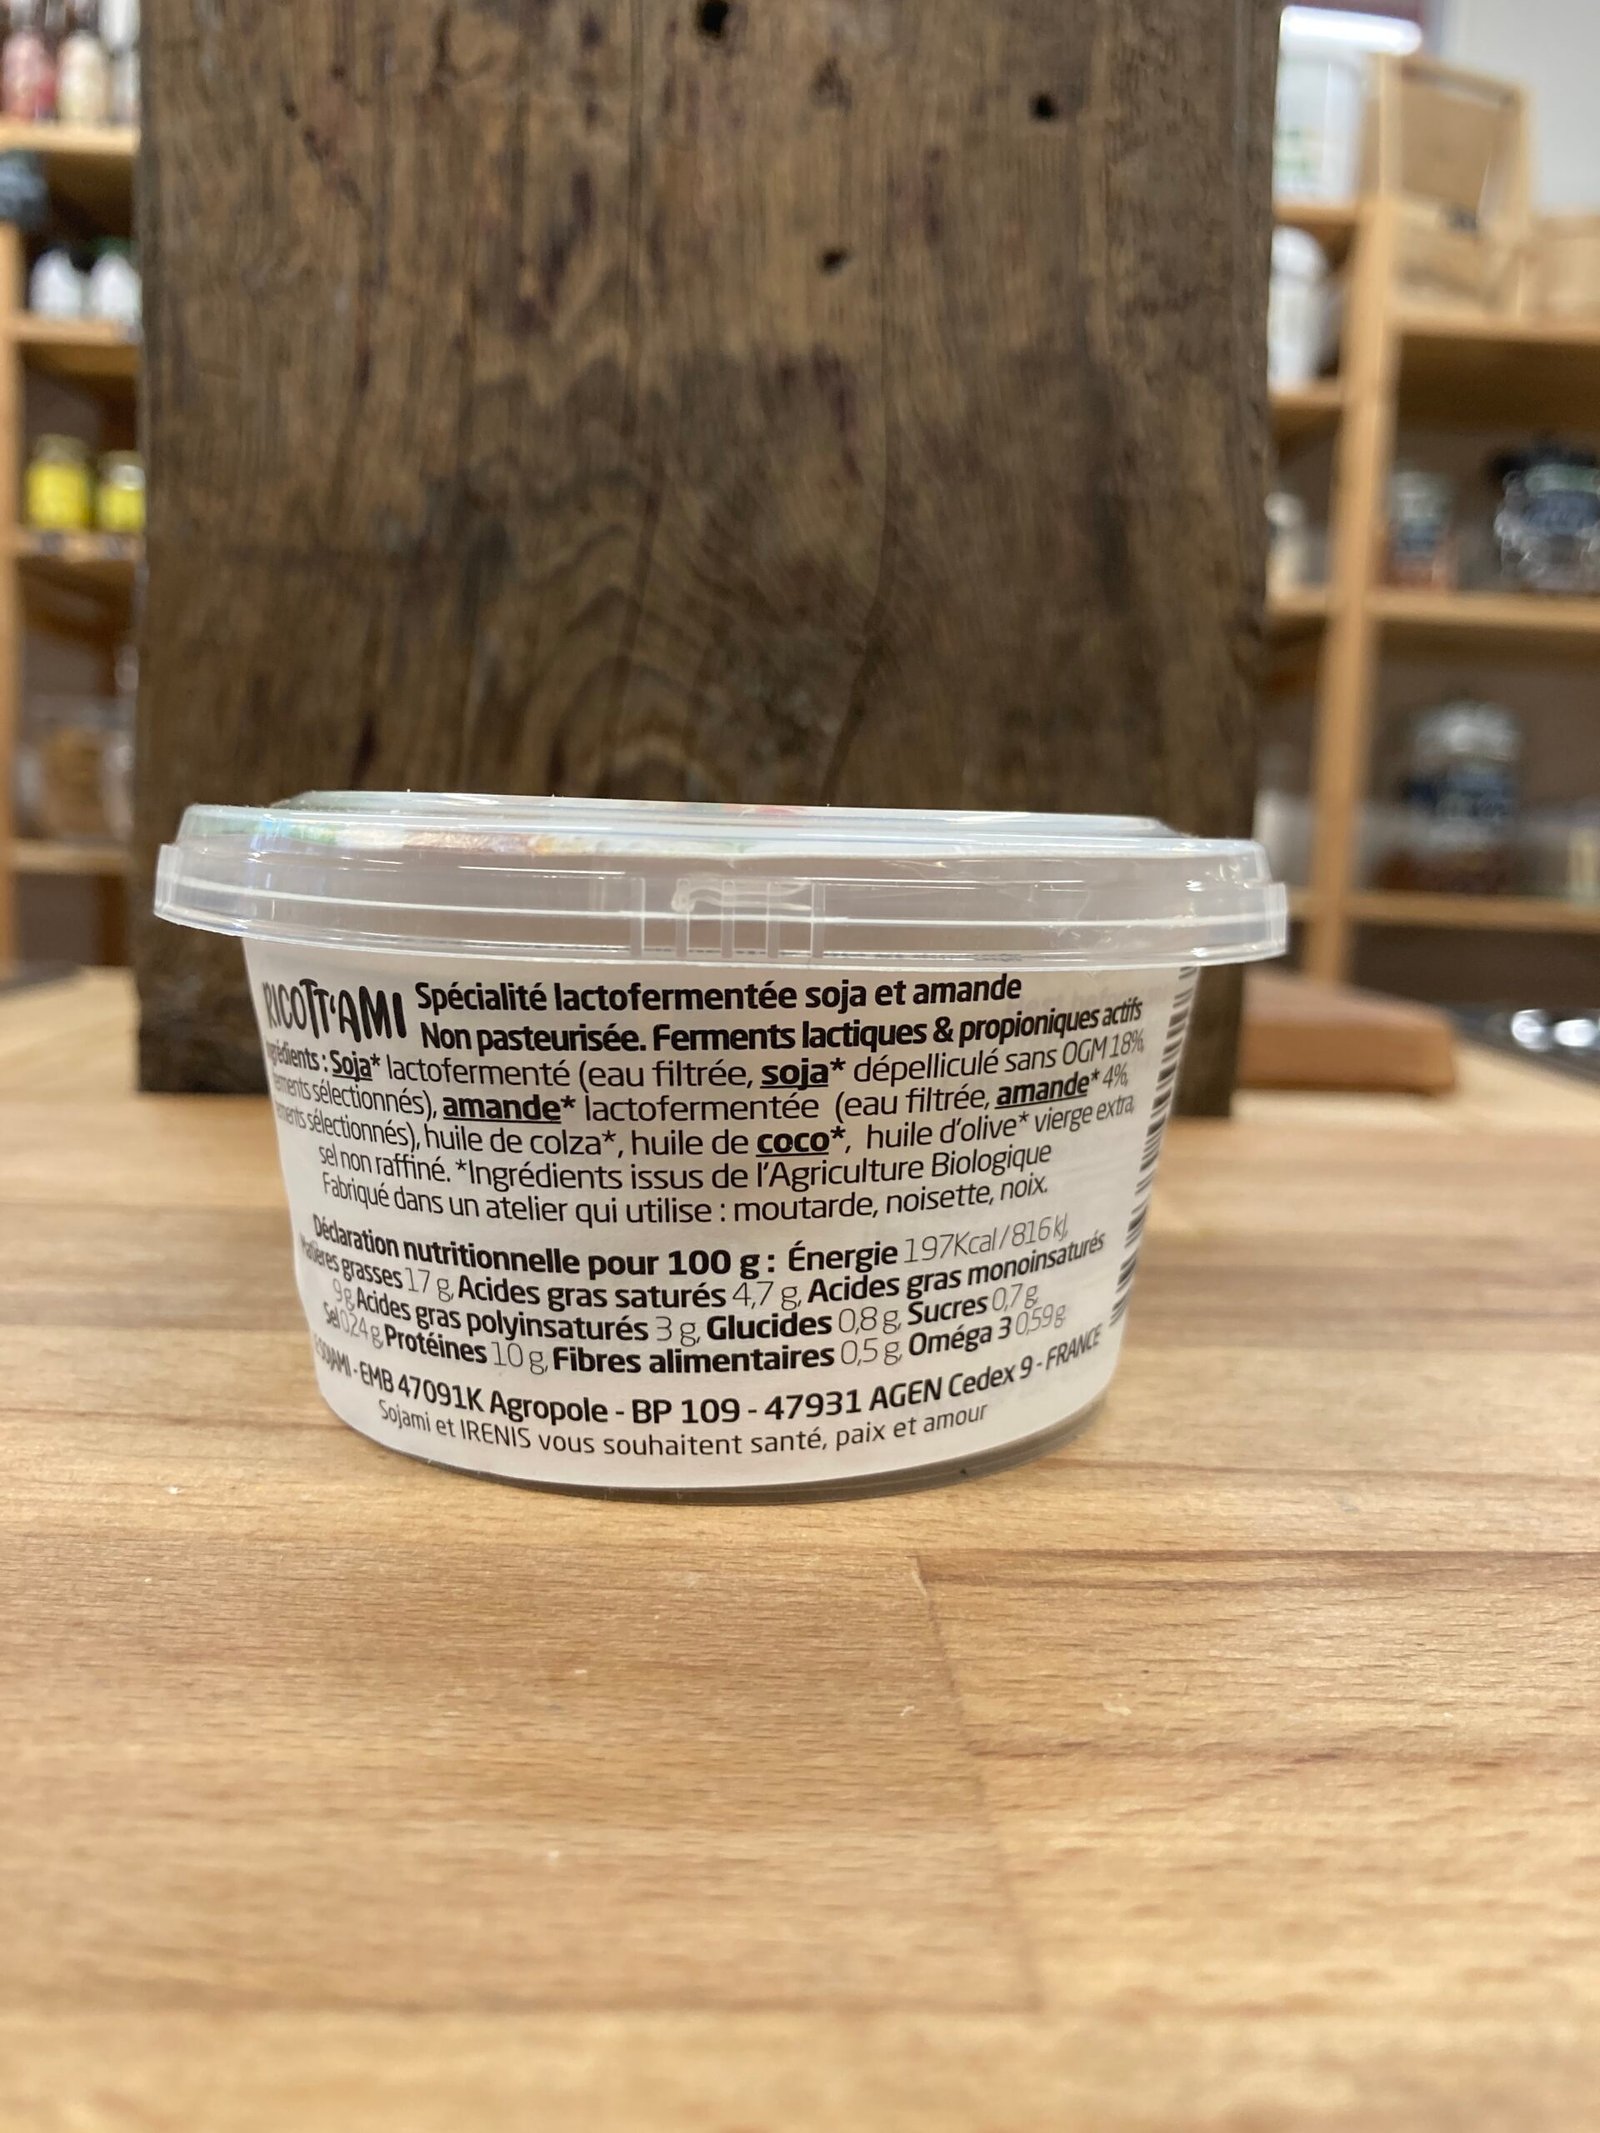 RICOTT'AMI Spécialité lactofermentée soja et amande
Non pasteurisée. Ferments lactiques & propioniques actifs
Ingrédients : Soja* lactofermenté (eau filtrée, soja* dépelliculé sans OGM 18%,
ferments sélectionnés), amande* lactofermentée (eau filtrée, amande* 4%,
ferments sélectionnés), huile de colza*, huile de coco*, huile d'olive* vierge extra,
sel non raffiné. *Ingrédients issus de l'Agriculture Biologique
Fabriqué dans un atelier qui utilise : moutarde, noisette, noix.
Déclaration nutritionnelle pour 100 g : Énergie 197Kcal/816kJ,
Matières grasses 17 g, Acides gras saturés 4,7 g, Acides gras monoinsaturés
9g Acides gras polyinsaturés 3 g, Glucides 0,8 g, Sucres 0,7g,
Sel 0,24 g, Protéines 10 g, Fibres alimentaires 0,5 g, Oméga 3 0,59g
SOJAMI - EMB 47091K Agropole - BP 109 - 47931 AGEN Cedex 9 - FRANCE
Sojami et IRENIS vous souhaitent santé, paix et amour